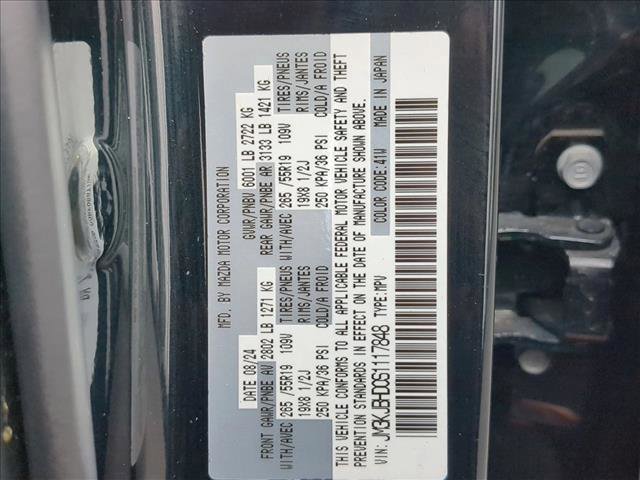 MFD. BY MAZDA MOTOR CORPORATION
DATE 08/24 GVWR/PNBV 6001 LB 2722 KG
FRONT GAWR/PNBE AV 2802 LB 1271 KG REAR GAWR/PNBE AR 3133 LB 1421 KG
WITH/AVEC 265 /55R19 109V TIRES/PNEUS WITH/AVEC 265 /55R19 109V TIRES/PNEUS
19X8 1/2J RIMS/JANTES 19X8 1/2J RIMS/JANTES
250 KPA/36 PSI COLD/A FROID 250 KPA/36 PSI COLD/A FROID
THIS VEHICLE CONFORMS TO ALL APPLICABLE FEDERAL MOTOR VEHICLE SAFETY AND THEFT
PREVENTION STANDARDS IN EFFECT ON THE DATE OF MANUFACTURE SHOWN ABOVE.
VIN: JM3KJBHD0S1117848 TYPE:MPV COLOR CODE:41W MADE IN JAPAN